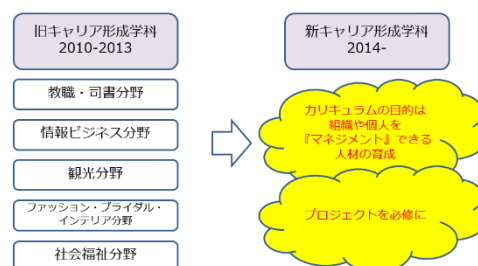 旧キャリア形成学科
2010-2013
教職・司書分野
情報ビジネス分野
観光分野
ファッション・ブライダル・
インテリア分野
社会福祉分野
新キャリア形成学科
2014-
カリキュラムの目的は
組織や個人を
『マネジメント』できる
人材の育成
プロジェクトを必修に